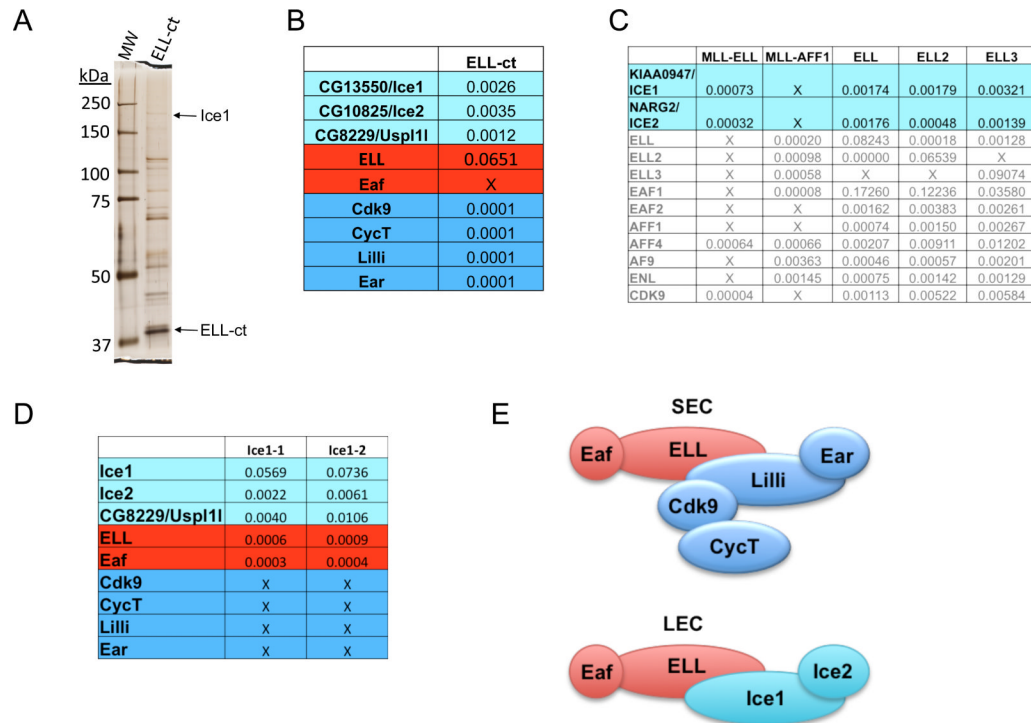 A
MW
ELL-ct
kDa
250
150
100
75
50
37
Ice1
ELL-ct
B
ELL-ct
CG13550/Ice1 0.0026
CG10825/Ice2 0.0035
CG8229/Uspl1l 0.0012
ELL 0.0651
Eaf X
Cdk9 0.0001
CycT 0.0001
Lilli 0.0001
Ear 0.0001
C
MLL-ELL MLL-AFF1 ELL ELL2 ELL3
KIAA0947/
ICE1 0.00073 X 0.00174 0.00179 0.00321
NARG2/
ICE2 0.00032 X 0.00176 0.00048 0.00139
ELL X 0.00020 0.08243 0.00018 0.00128
ELL2 X 0.00098 0.00000 0.06539 X
ELL3 X 0.00058 X X 0.09074
EAF1 X 0.00008 0.17260 0.12236 0.03580
EAF2 X X 0.00162 0.00383 0.00261
AFF1 X X 0.00074 0.00150 0.00267
AFF4 0.00064 0.00066 0.00207 0.00911 0.01202
AF9 X 0.00363 0.00046 0.00057 0.00201
ENL X 0.00145 0.00075 0.00142 0.00129
CDK9 0.00004 X 0.00113 0.00522 0.00584
D
Ice1-1 Ice1-2
Ice1 0.0569 0.0736
Ice2 0.0022 0.0061
CG8229/Uspl1l 0.0040 0.0106
ELL 0.0006 0.0009
Eaf 0.0003 0.0004
Cdk9 X X
CycT X X
Lilli X X
Ear X X
E
SEC
Eaf
ELL
Lilli
Ear
Cdk9
CycT
LEC
Eaf
ELL
Ice1
Ice2